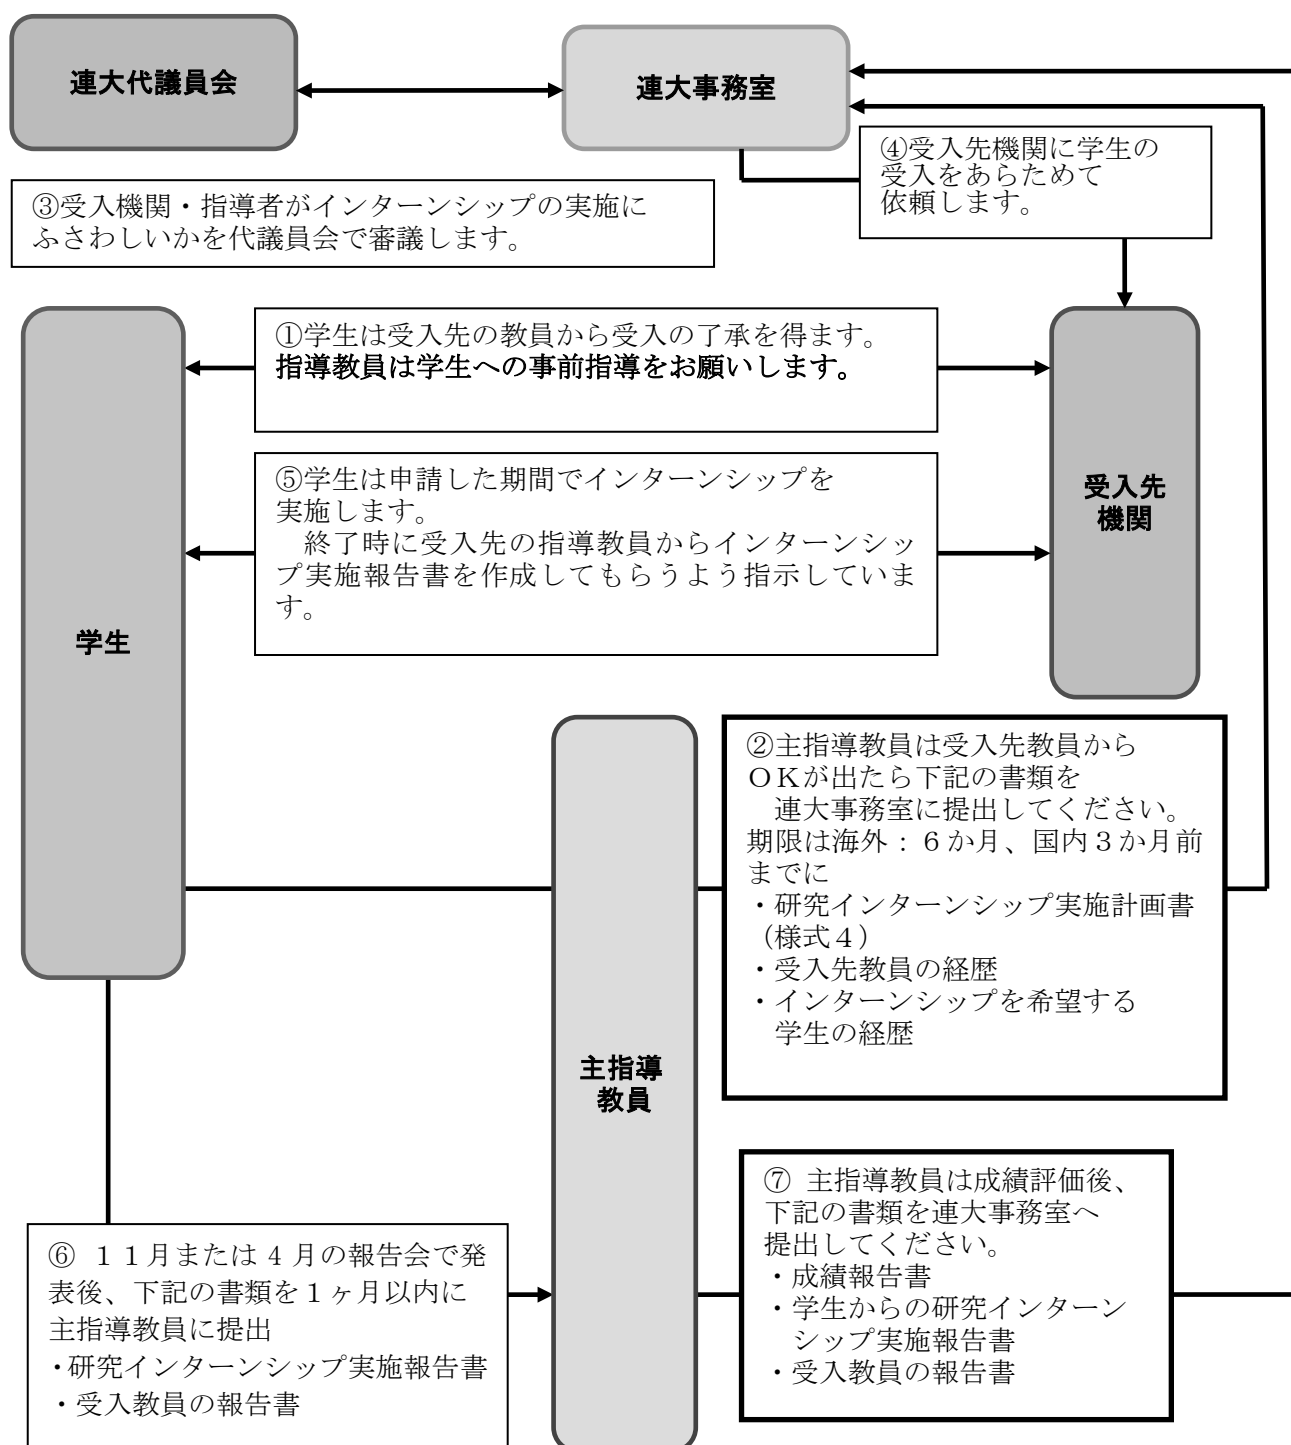 連大代議員会
連大事務室
④受入先機関に学生の
受入をあらためて
依頼します。
③受入機関・指導者がインターンシップの実施に
ふさわしいかを代議員会で審議します。
①学生は受入先の教員から受入の了承を得ます。
指導教員は学生への事前指導をお願いします。
⑤学生は申請した期間でインターンシップを
実施します。
　終了時に受入先の指導教員からインターンシッ
プ実施報告書を作成してもらうよう指示していま
す。
受入先
機関
学生
②主指導教員は受入先教員から
ＯＫが出たら下記の書類を
　連大事務室に提出してください。
期限は海外：６か月、国内３か月前
までに
・研究インターンシップ実施計画書
（様式４）
・受入先教員の経歴
・インターンシップを希望する
　学生の経歴
主指導
教員
⑥ １１月または 4 月の報告会で発
表後、下記の書類を１ヶ月以内に
主指導教員に提出
・研究インターンシップ実施報告書
・受入教員の報告書
⑦ 主指導教員は成績評価後、
下記の書類を連大事務室へ
提出してください。
・成績報告書
・学生からの研究インターン
　シップ実施報告書
・受入教員の報告書